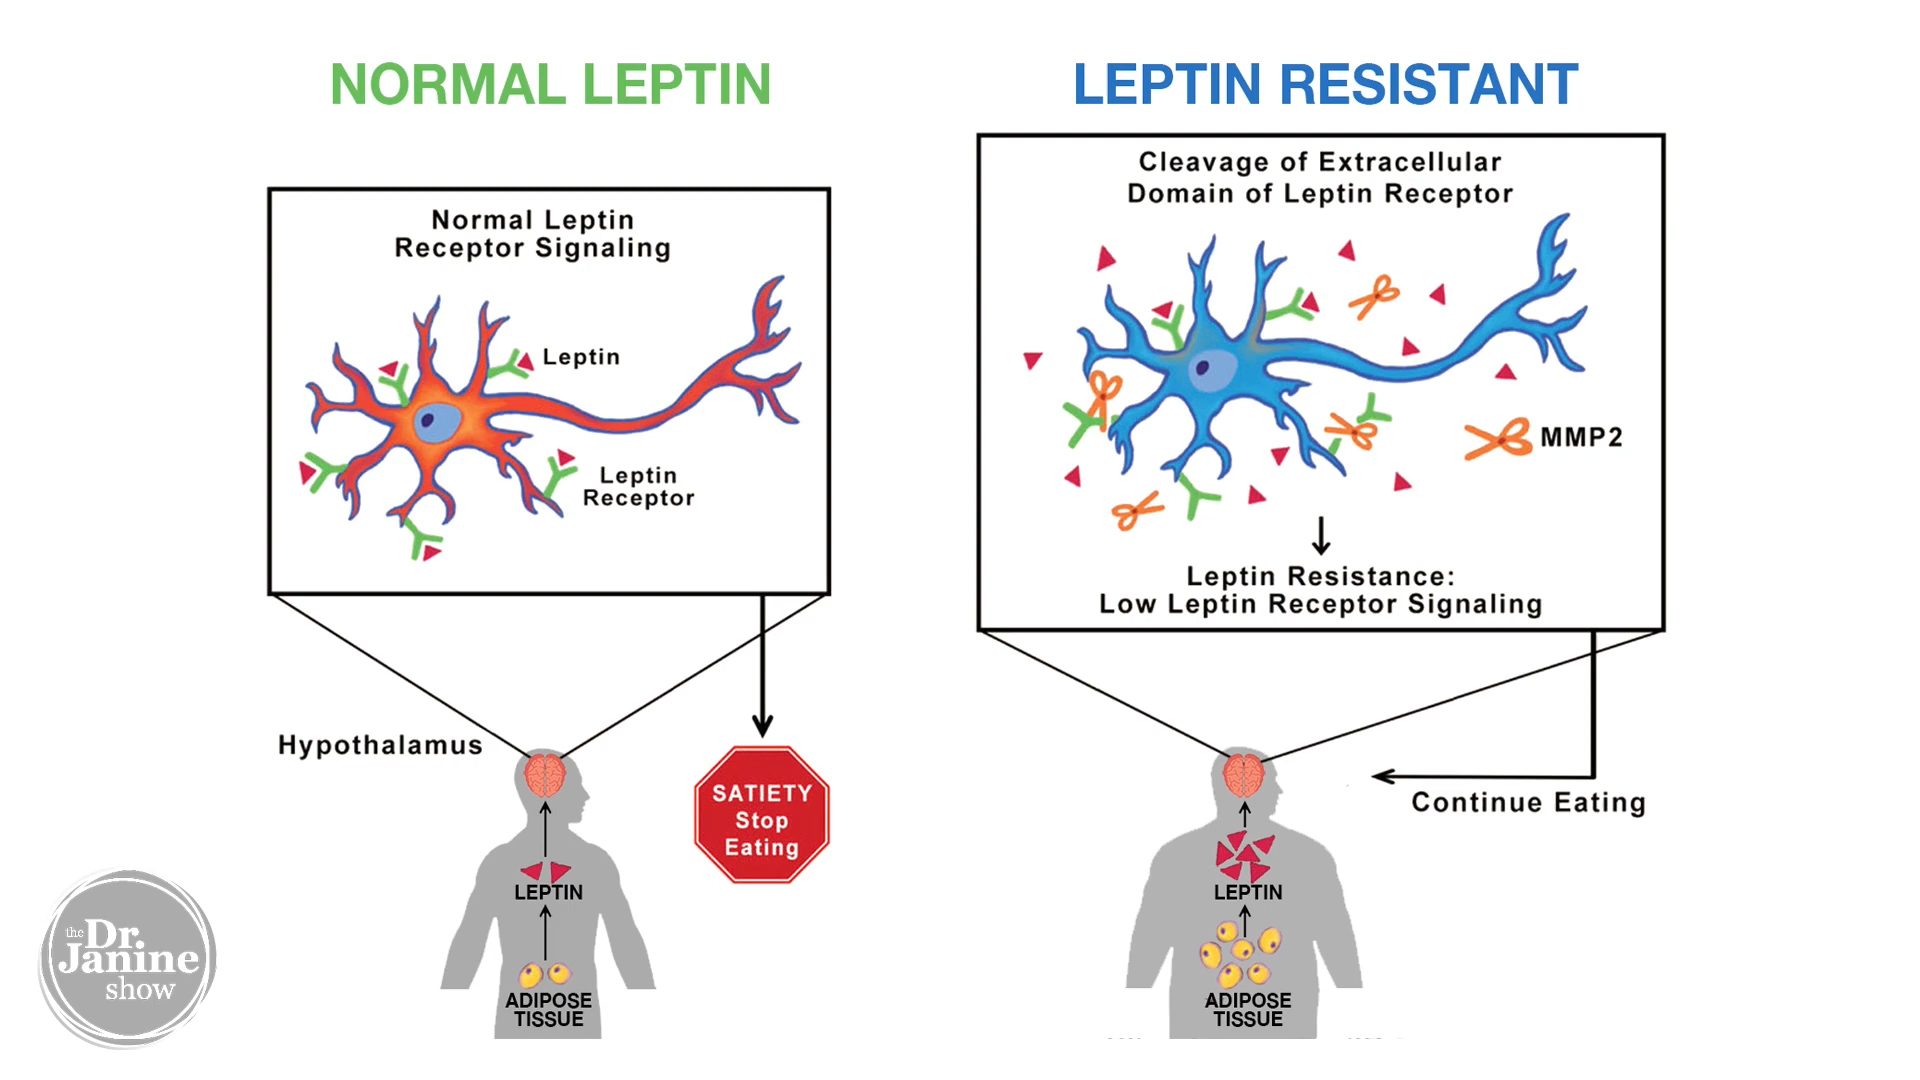 NORMAL LEPTIN
Normal Leptin
Receptor Signaling
Leptin
Leptin
Receptor
Hypothalamus
SATIETY
Stop
Eating
LEPTIN
ADIPOSE
TISSUE
LEPTIN RESISTANT
Cleavage of Extracellular
Domain of Leptin Receptor
MMP2
Leptin Resistance:
Low Leptin Receptor Signaling
Continue Eating
LEPTIN
ADIPOSE
TISSUE
the Dr.
Janine
show